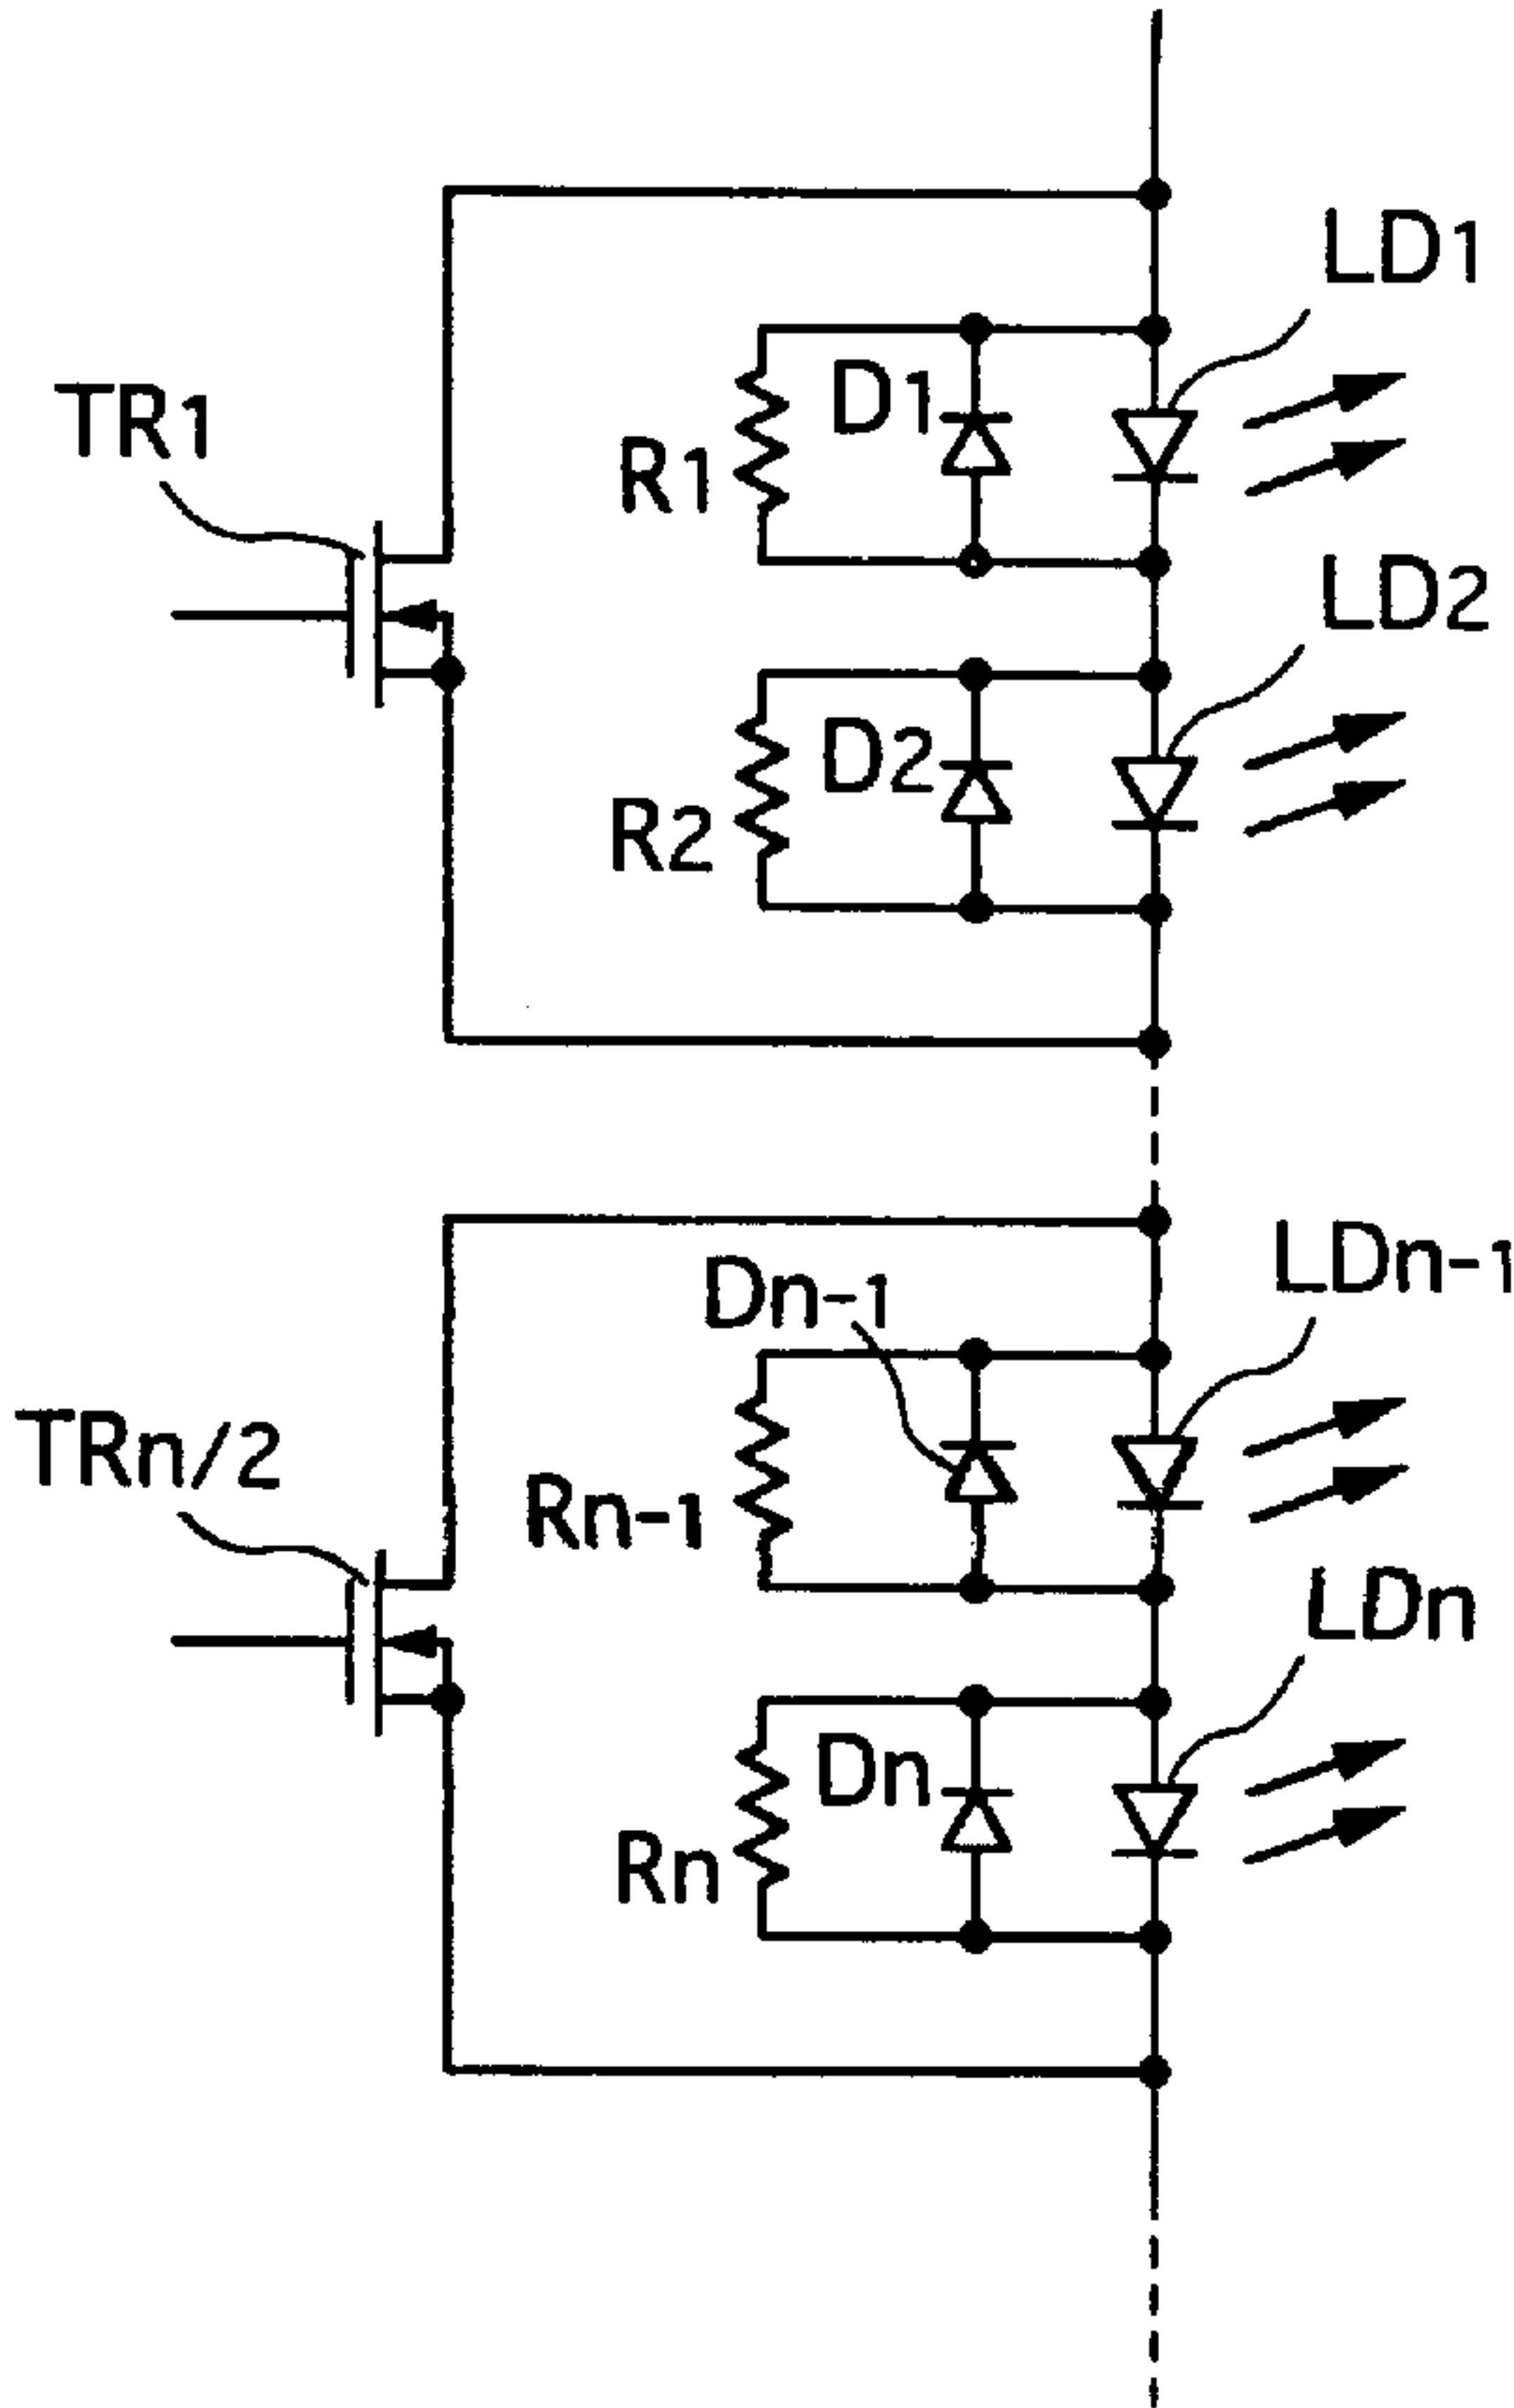 LD1
TR1
D1
R1
LD2
D2
R2
LDn-1
Dn-1
TRn/2
Rn-1
LDn
Dn
Rn